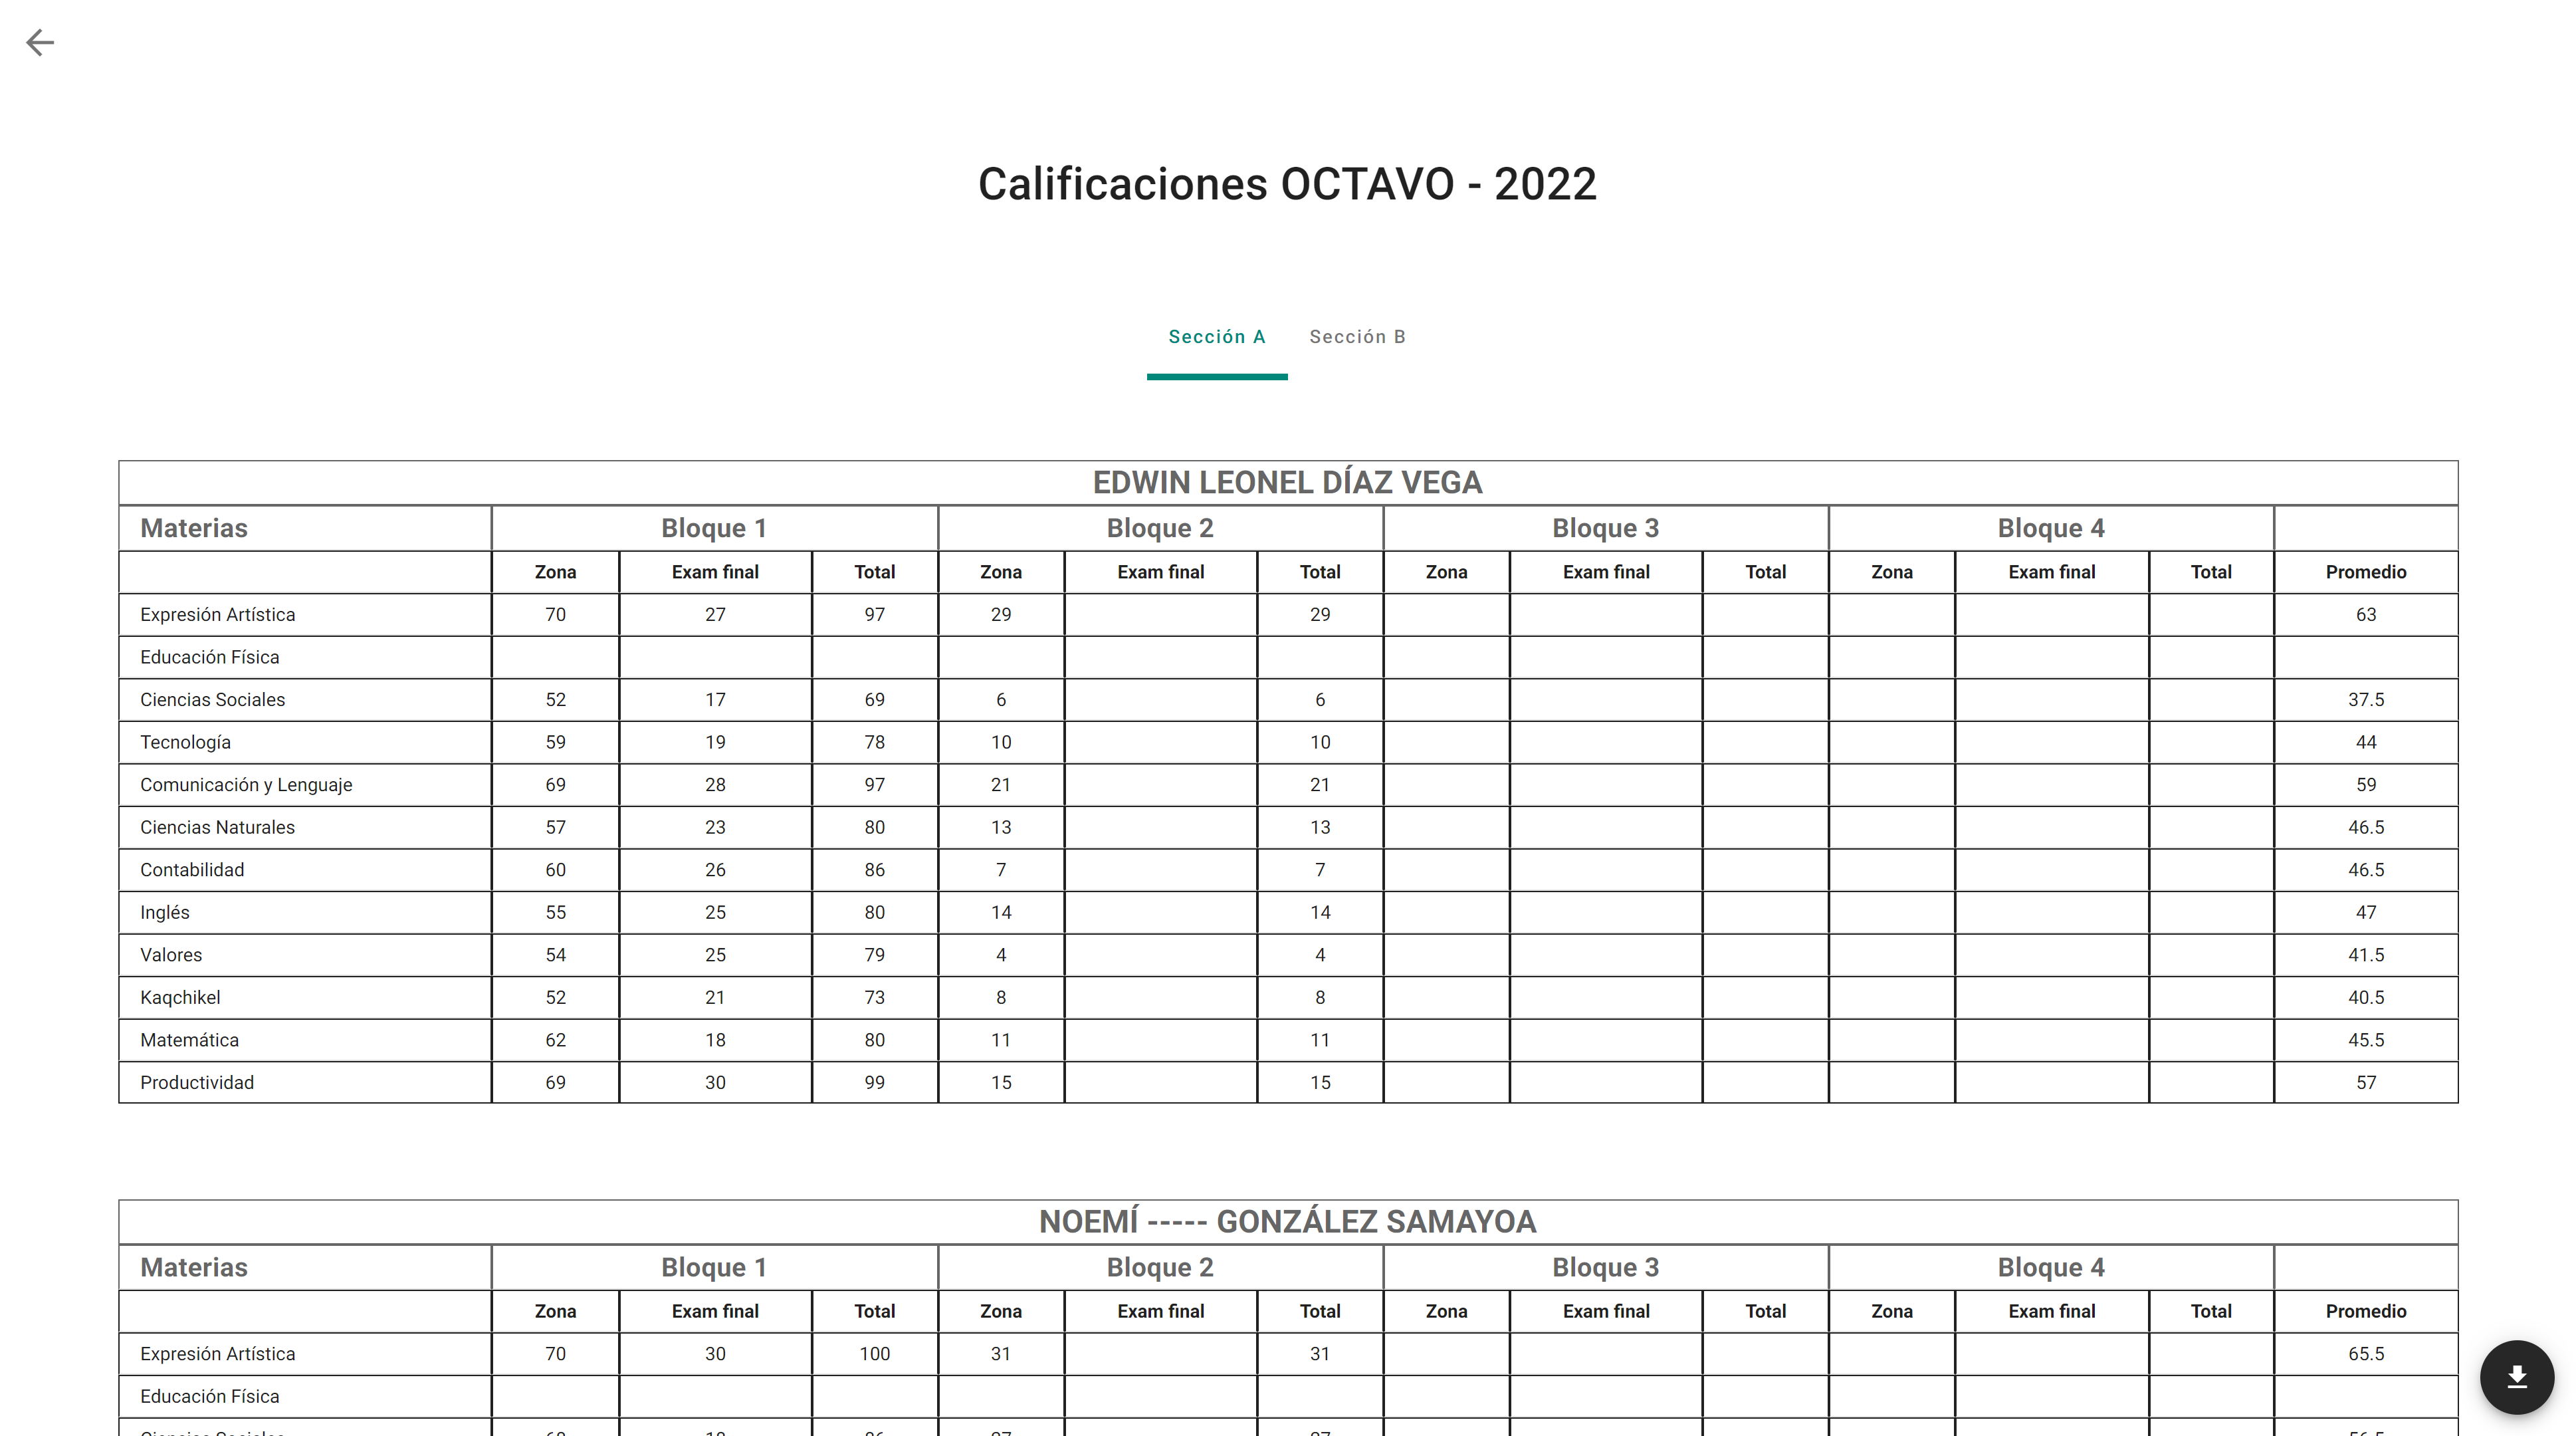 Calificaciones OCTAVO - 2022
Sección A Sección B
EDWIN LEONEL DÍAZ VEGA
Materias Bloque 1 Bloque 2 Bloque 3 Bloque 4
Zona Exam final Total Zona Exam final Total Zona Exam final Total Zona Exam final Total Promedio
Expresión Artística 70 27 97 29 29 63
Educación Física
Ciencias Sociales 52 17 69 6 6 37.5
Tecnología 59 19 78 10 10 44
Comunicación y Lenguaje 69 28 97 21 21 59
Ciencias Naturales 57 23 80 13 13 46.5
Contabilidad 60 26 86 7 7 46.5
Inglés 55 25 80 14 14 47
Valores 54 25 79 4 4 41.5
Kaqchikel 52 21 73 8 8 40.5
Matemática 62 18 80 11 11 45.5
Productividad 69 30 99 15 15 57
NOEMÍ ----- GONZÁLEZ SAMAYOA
Materias Bloque 1 Bloque 2 Bloque 3 Bloque 4
Zona Exam final Total Zona Exam final Total Zona Exam final Total Zona Exam final Total Promedio
Expresión Artística 70 30 100 31 31 65.5
Educación Física